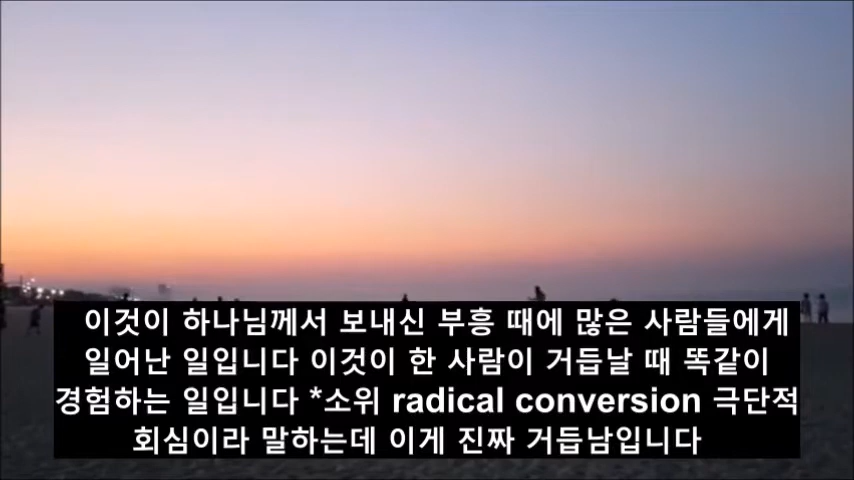 이것이 하나님께서 보내신 부흥 때에 많은 사람들에게
일어난 일입니다 이것이 한 사람이 거듭날 때 똑같이
경험하는 일입니다 *소위 radical conversion 극단적
회심이라 말하는데 이게 진짜 거듭남입니다